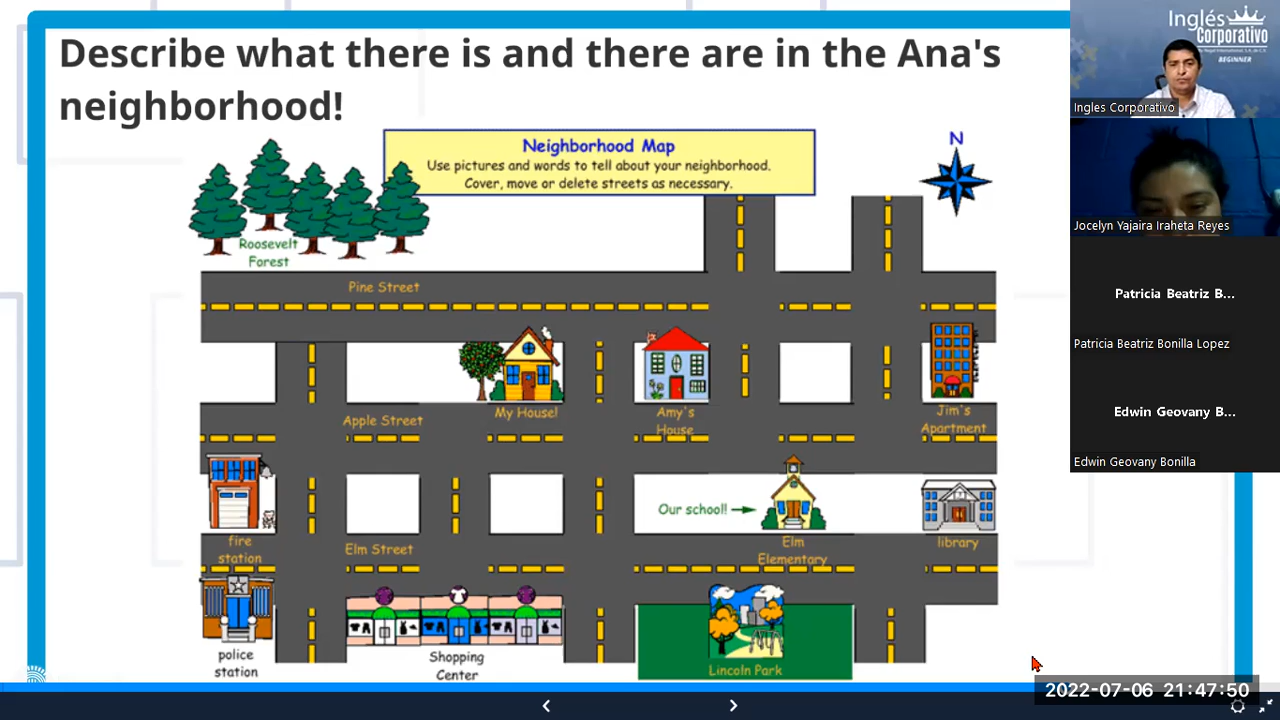 Describe what there is and there are in the Ana's
neighborhood!
Neighborhood Map
Use pictures and words to tell about your neighborhood.
Cover, move or delete streets as necessary.
N
Roosevelt
Forest
Pine Street
Apple Street
My House!
Amy's
House
Jim's
Apartment
Our school!
fire
station
Elm Street
Elm
Elementary
library
police
station
Shopping
Center
Lincoln Park
Inglés
Corporativo
BEGINNER
Ingles Corporativo
Jocelyn Yajaira Iraheta Reyes
Patricia Beatriz B...
Patricia Beatriz Bonilla Lopez
Edwin Geovany B...
Edwin Geovany Bonilla
2022-07-06 21:47:50